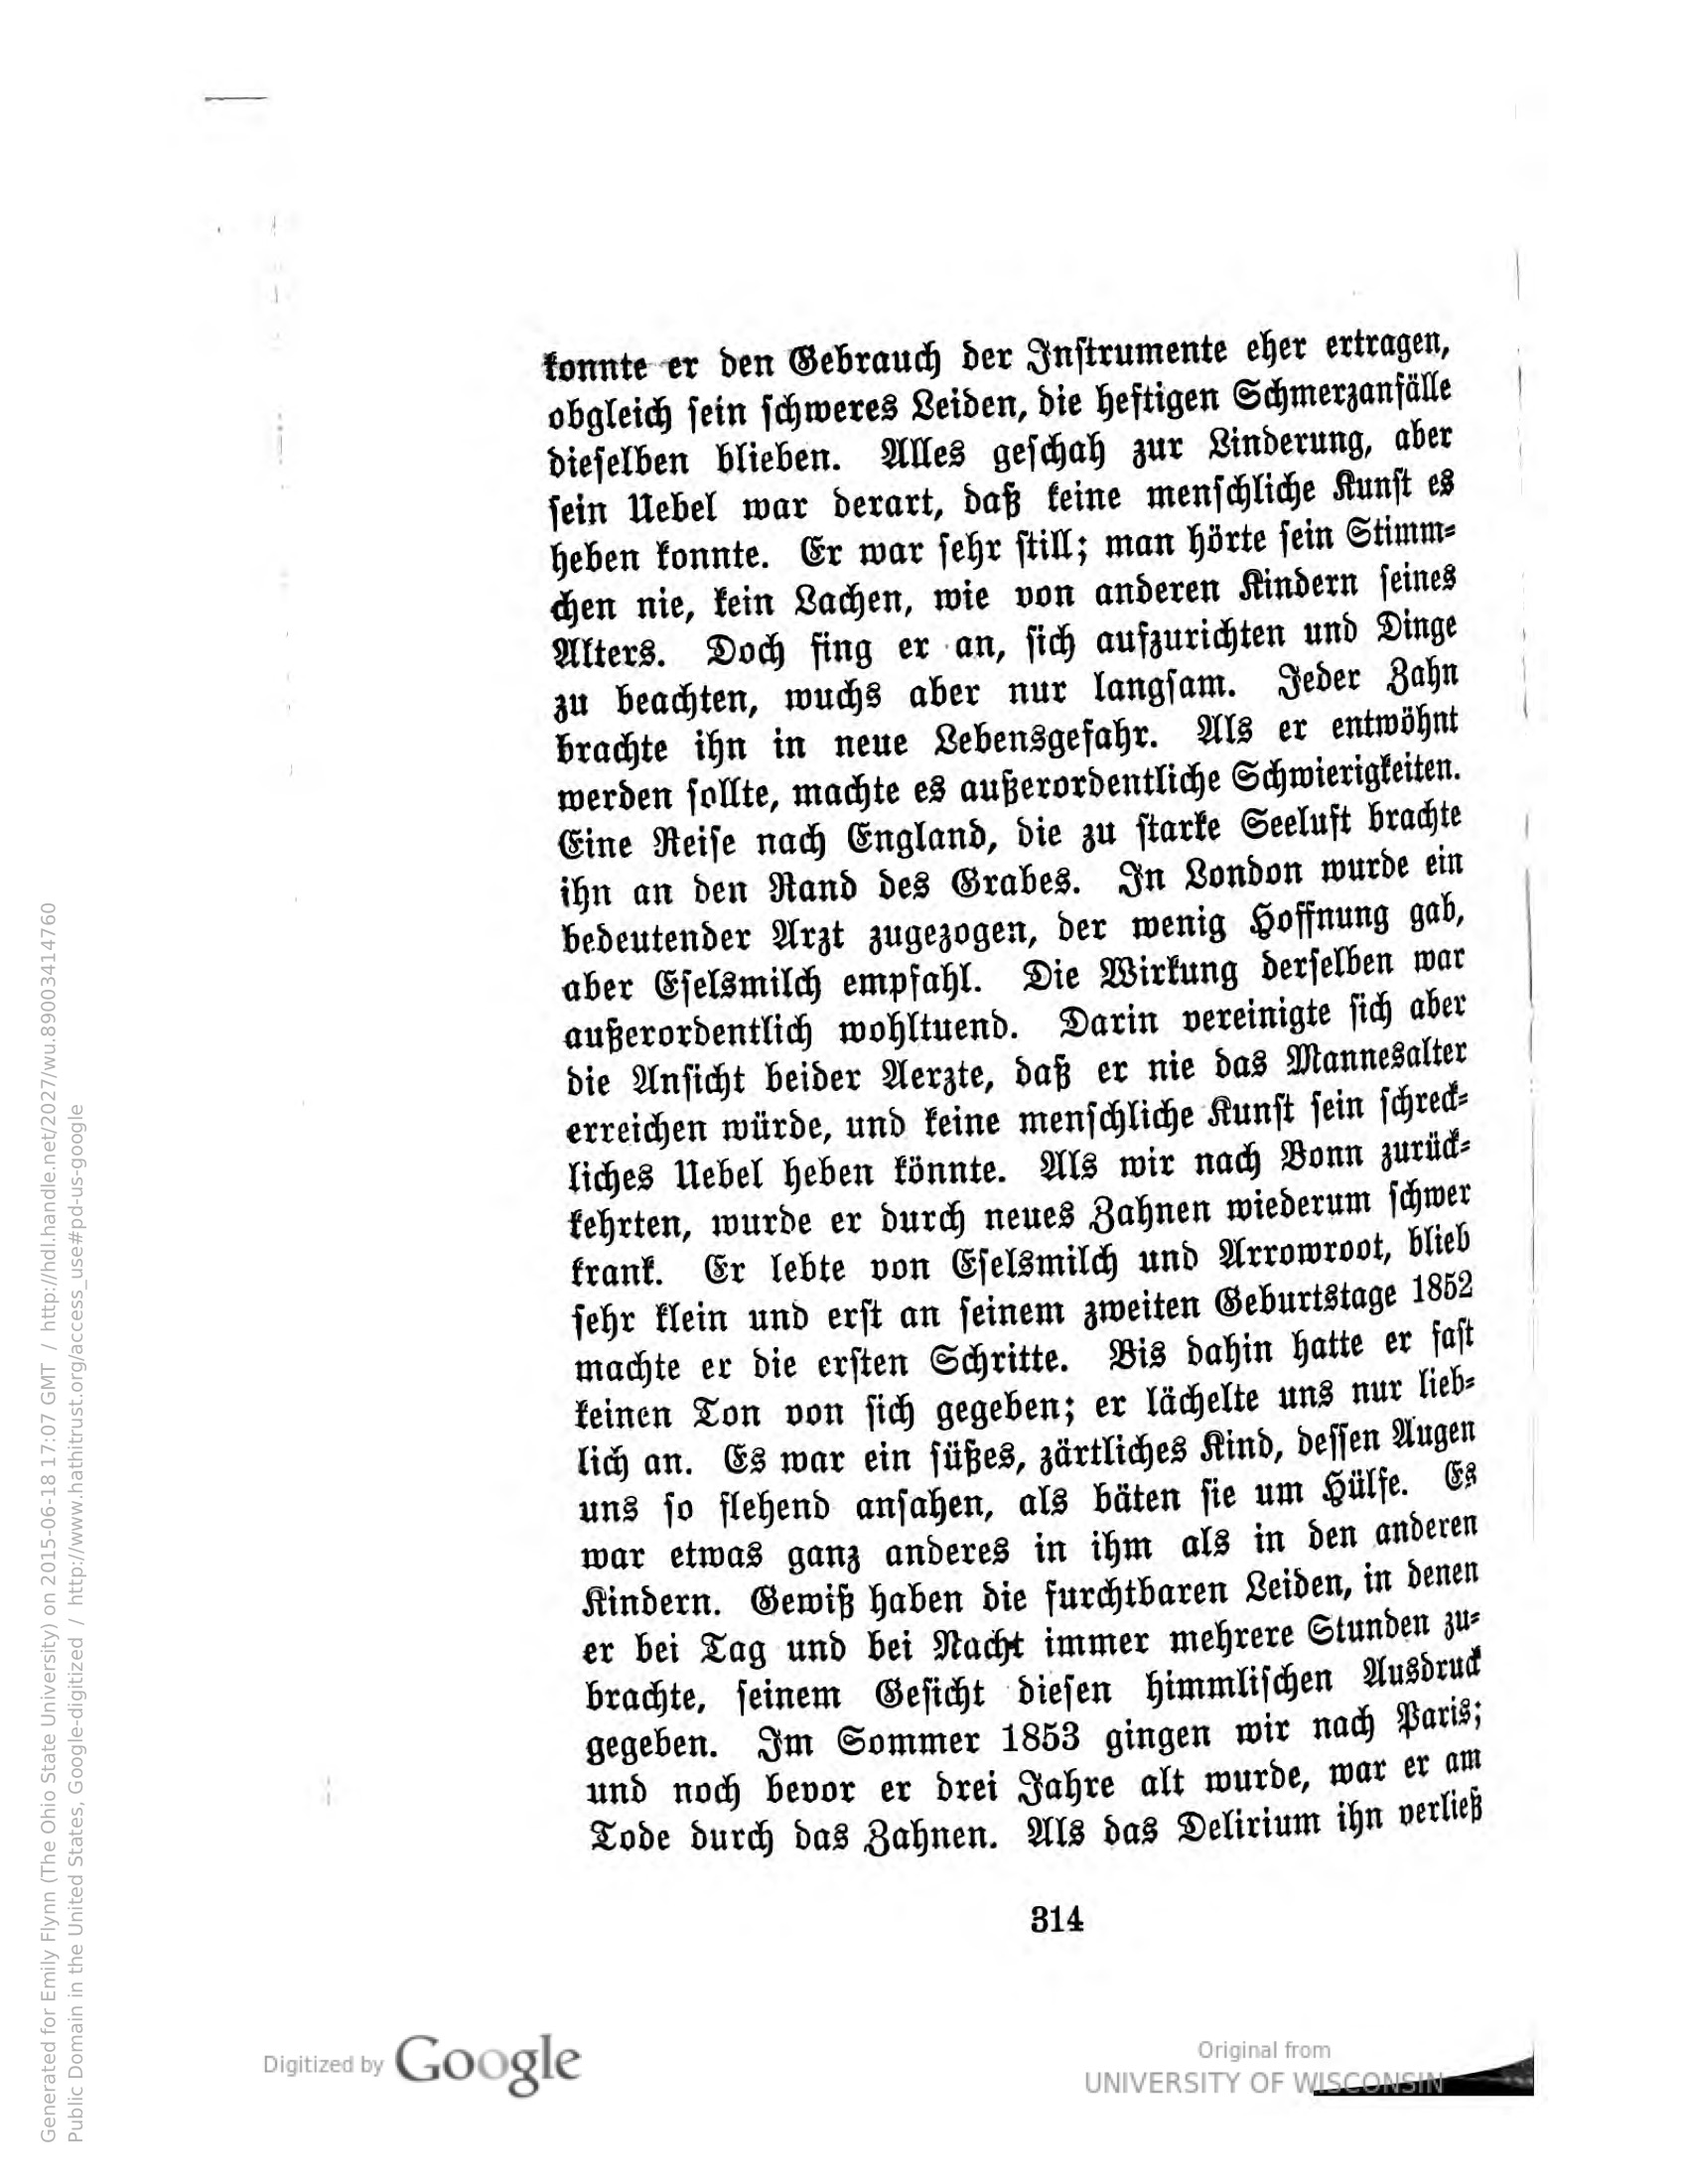 konnte er den Gebrauch der Instrumente eher ertragen,
obgleich sein schweres Leiden, die heftigen Schmerzanfälle
dieselben blieben. Alles geschah zur Linderung, aber
sein Uebel war derart, daß keine menschliche Kunst es
heben konnte. Er war sehr still; man hörte sein Stimm-
chen nie, kein Lachen, wie von anderen Kindern seines
Alters. Doch fing er an, sich aufzurichten und Dinge
zu beachten, wuchs aber nur langsam. Jeder Zahn
brachte ihn in neue Lebensgefahr. Als er entwöhnt
werden sollte, machte es außerordentliche Schwierigkeiten.
Eine Reise nach England, die zu starke Seeluft brachte
ihn an den Rand des Grabes. In London wurde ein
bedeutender Arzt zugezogen, der wenig Hoffnung gab,
aber Eselsmilch empfahl. Die Wirkung derselben war
außerordentlich wohltuend. Darin vereinigte sich aber
die Ansicht beider Aerzte, daß er nie das Mannesalter
erreichen würde, und keine menschliche Kunst sein schreck-
liches Uebel heben könnte. Als wir nach Bonn zurück-
kehrten, wurde er durch neues Zahnen wiederum schwer
krank. Er lebte von Eselsmilch und Arrowroot, blieb
sehr klein und erst an seinem zweiten Geburtstage 1852
machte er die ersten Schritte. Bis dahin hatte er fast
keinen Ton von sich gegeben; er lächelte uns nur lieb-
lich an. Es war ein süßes, zärtliches Kind, dessen Augen
uns so flehend ansahen, als bäten sie um Hülfe. Es
war etwas ganz anderes in ihm als in den anderen
Kindern. Gewiß haben die furchtbaren Leiden, in denen
er bei Tag und bei Nacht immer mehrere Stunden zu-
brachte, seinem Gesicht diesen himmlischen Ausdruck
gegeben. Im Sommer 1853 gingen wir nach Paris;
und noch bevor er drei Jahre alt wurde, war er am
Tode durch das Zahnen. Als das Delirium ihn verließ
314
Digitized by Google
Original from
UNIVERSITY OF WISCONSIN
Generated for Emily Flynn (The Ohio State University) on 2015-06-18 17:07 GMT / http://hdl.handle.net/2027/wu.89003414760
Public Domain in the United States, Google-digitized / http://www.hathitrust.org/access_use#pd-us-google